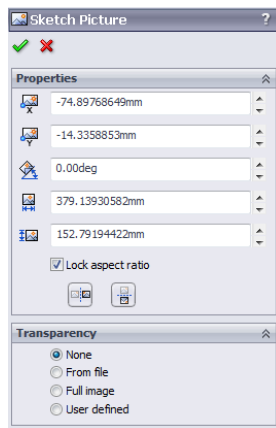 Sketch Picture ?
Properties
X -74.89768649mm
Y -14.3358853mm
0.00deg
379.13930582mm
152.79194422mm
Lock aspect ratio
Transparency
None
From file
Full image
User defined